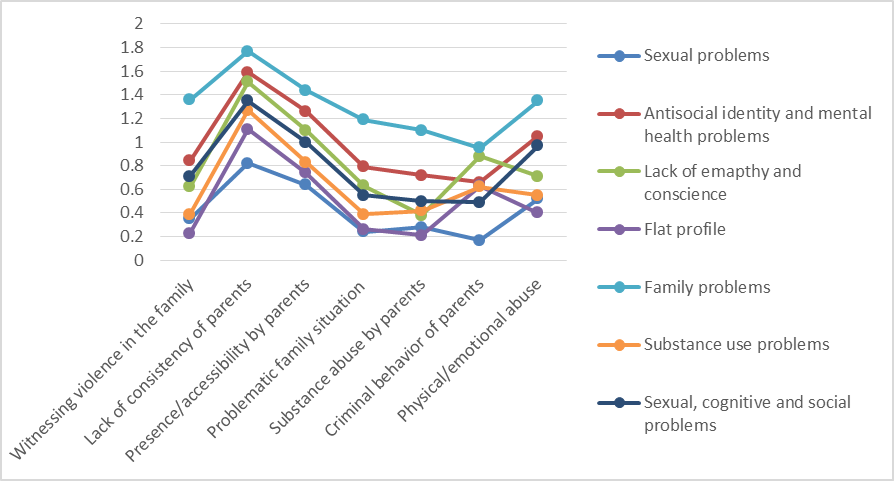 2
1.8
1.6
1.4
1.2
1
0.8
0.6
0.4
0.2
0
Witnessing violence in the family
Lack of consistency of parents
Presence/accessibility by parents
Problematic family situation
Substance abuse by parents
Criminal behavior of parents
Physical/emotional abuse
Sexual problems
Antisocial identity and mental
health problems
Lack of emapthy and
conscience
Flat profile
Family problems
Substance use problems
Sexual, cognitive and social
problems